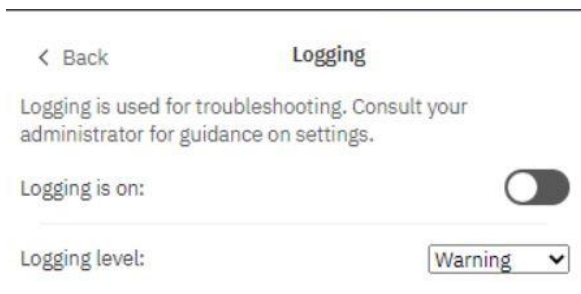 Back Logging
Logging is used for troubleshooting. Consult your
administrator for guidance on settings.
Logging is on:
Logging level: Warning